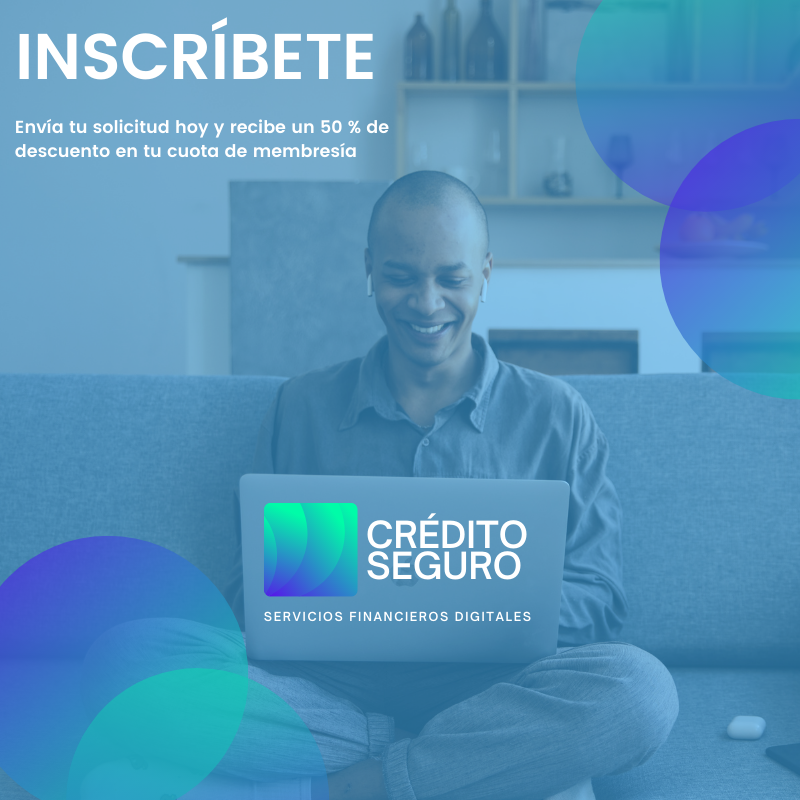 INSCRÍBETE
Envía tu solicitud hoy y recibe un 50 % de
descuento en tu cuota de membresía
CRÉDITO
SEGURO
SERVICIOS FINANCIEROS DIGITALES